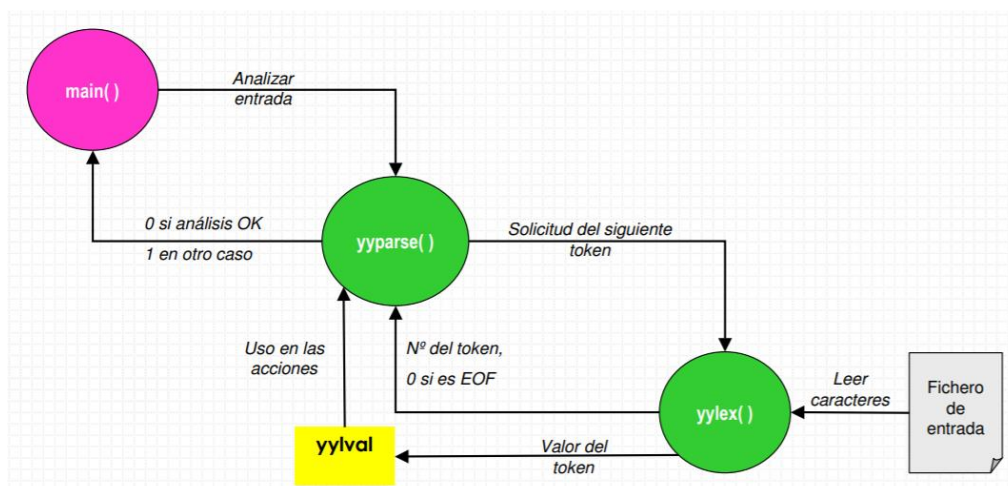 main( )
Analizar
entrada
0 si análisis OK
1 en otro caso
yyparse( )
Solicitud del siguiente
token
Uso en las
acciones
Nº del token,
0 si es EOF
yylex( )
Leer
caracteres
Fichero
de
entrada
yylval
Valor del
token